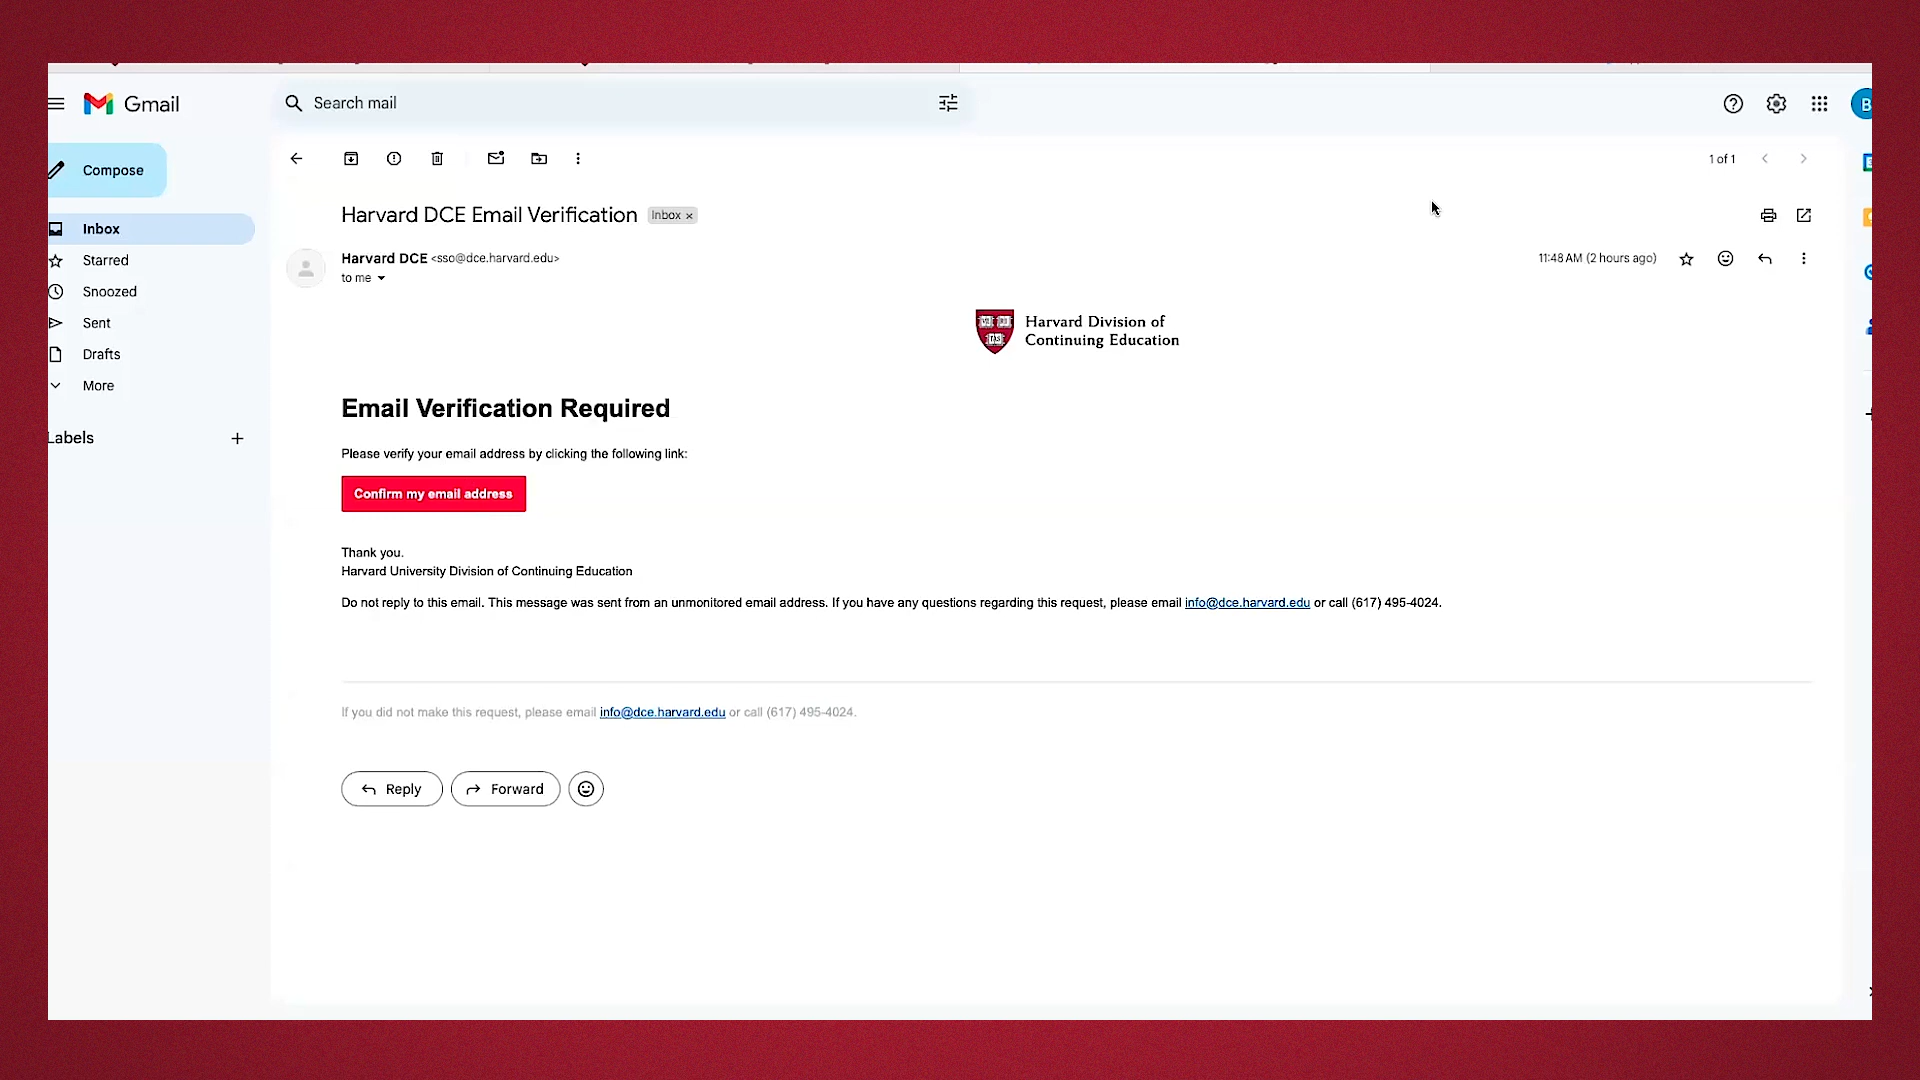 Gmail
Search mail
Compose
1 of 1
Harvard DCE Email Verification Inbox x
Inbox
Starred
Snoozed
Sent
Drafts
More
Labels
Harvard DCE <sso@dce.harvard.edu>
11:48 AM (2 hours ago)
to me
Harvard Division of
Continuing Education
Email Verification Required
Please verify your email address by clicking the following link:
Confirm my email address
Thank you.
Harvard University Division of Continuing Education
Do not reply to this email. This message was sent from an unmonitored email address. If you have any questions regarding this request, please email info@dce.harvard.edu or call (617) 495-4024.
If you did not make this request, please email info@dce.harvard.edu or call (617) 495-4024.
Reply
Forward
B